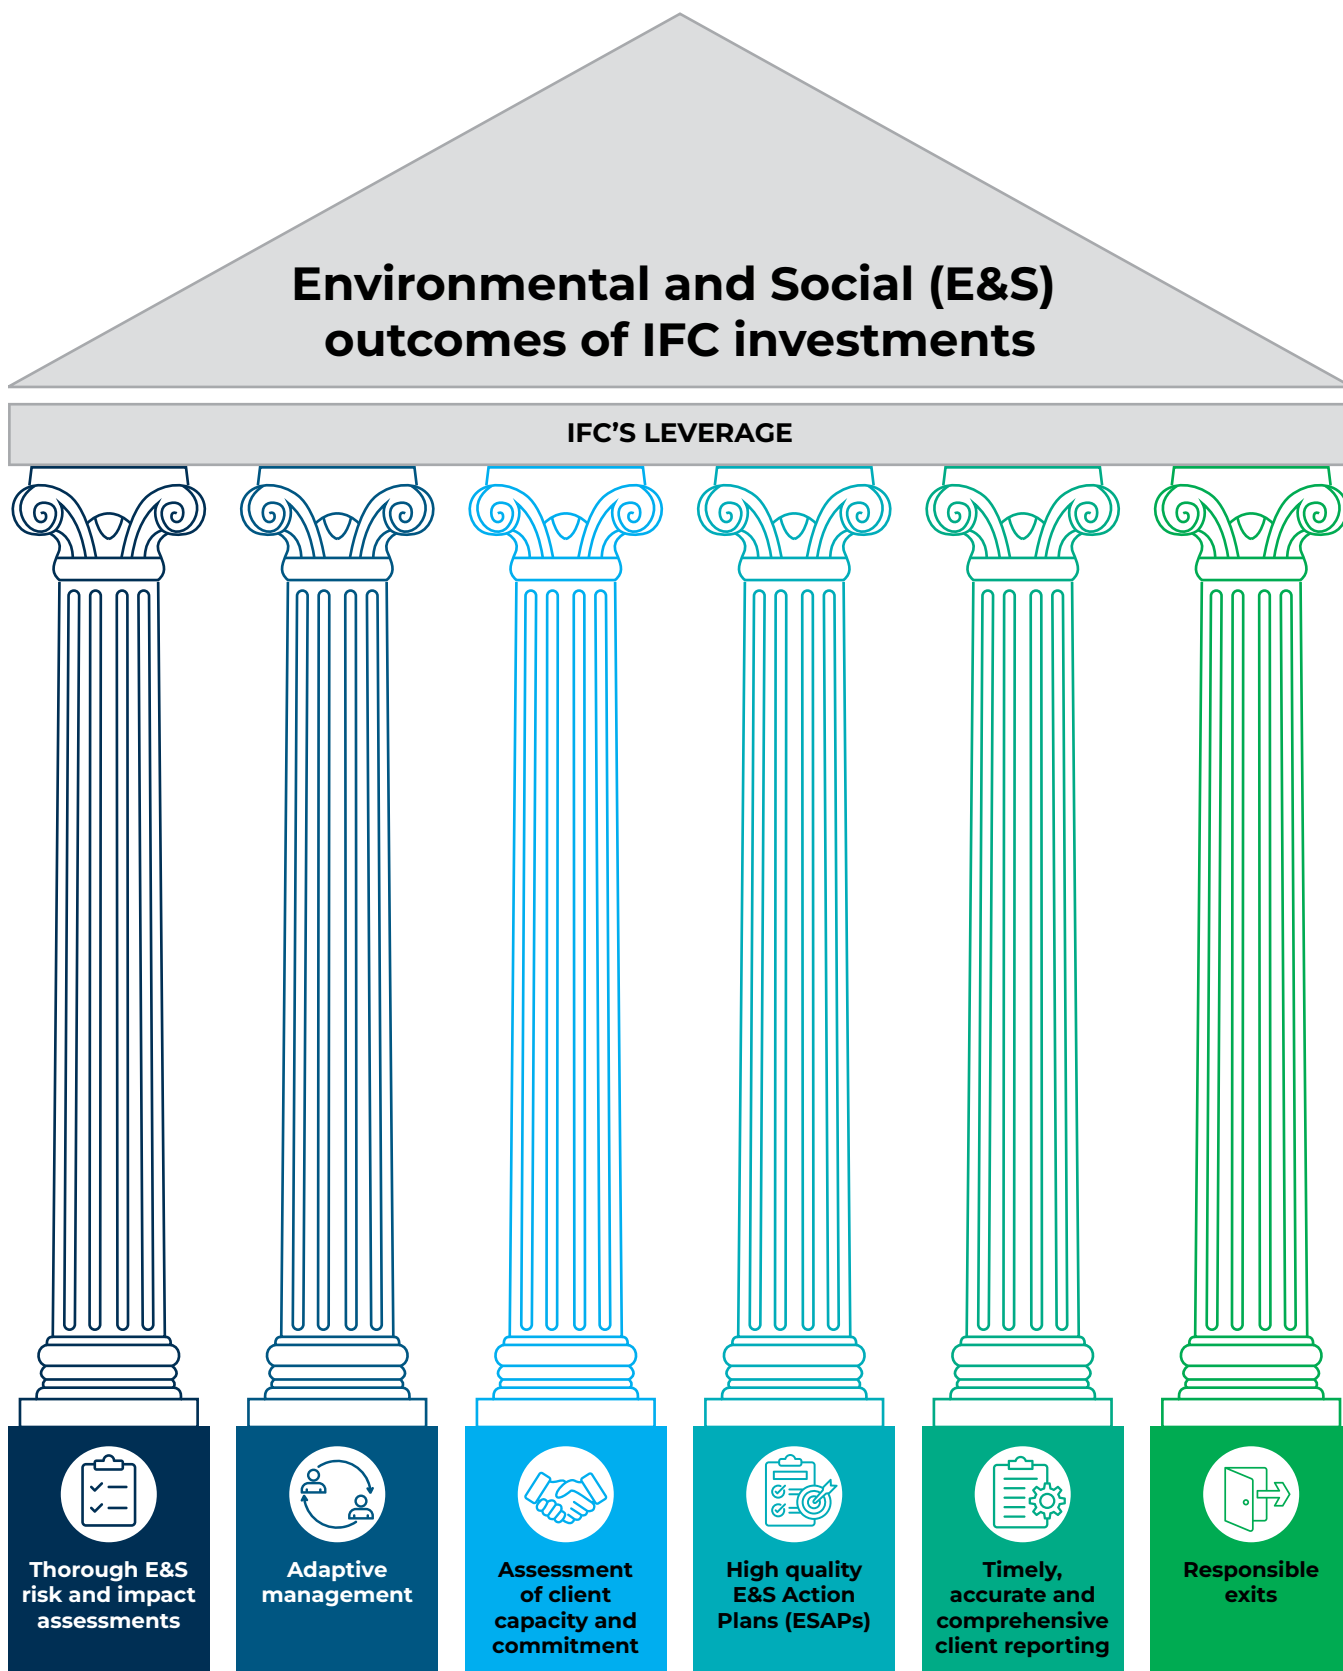 Environmental and Social (E&S)
outcomes of IFC investments
IFC'S LEVERAGE
Thorough E&S
risk and impact
assessments
Adaptive
management
Assessment
of client
capacity and
commitment
High quality
E&S Action
Plans (ESAPs)
Timely,
accurate and
comprehensive
client reporting
Responsible
exits